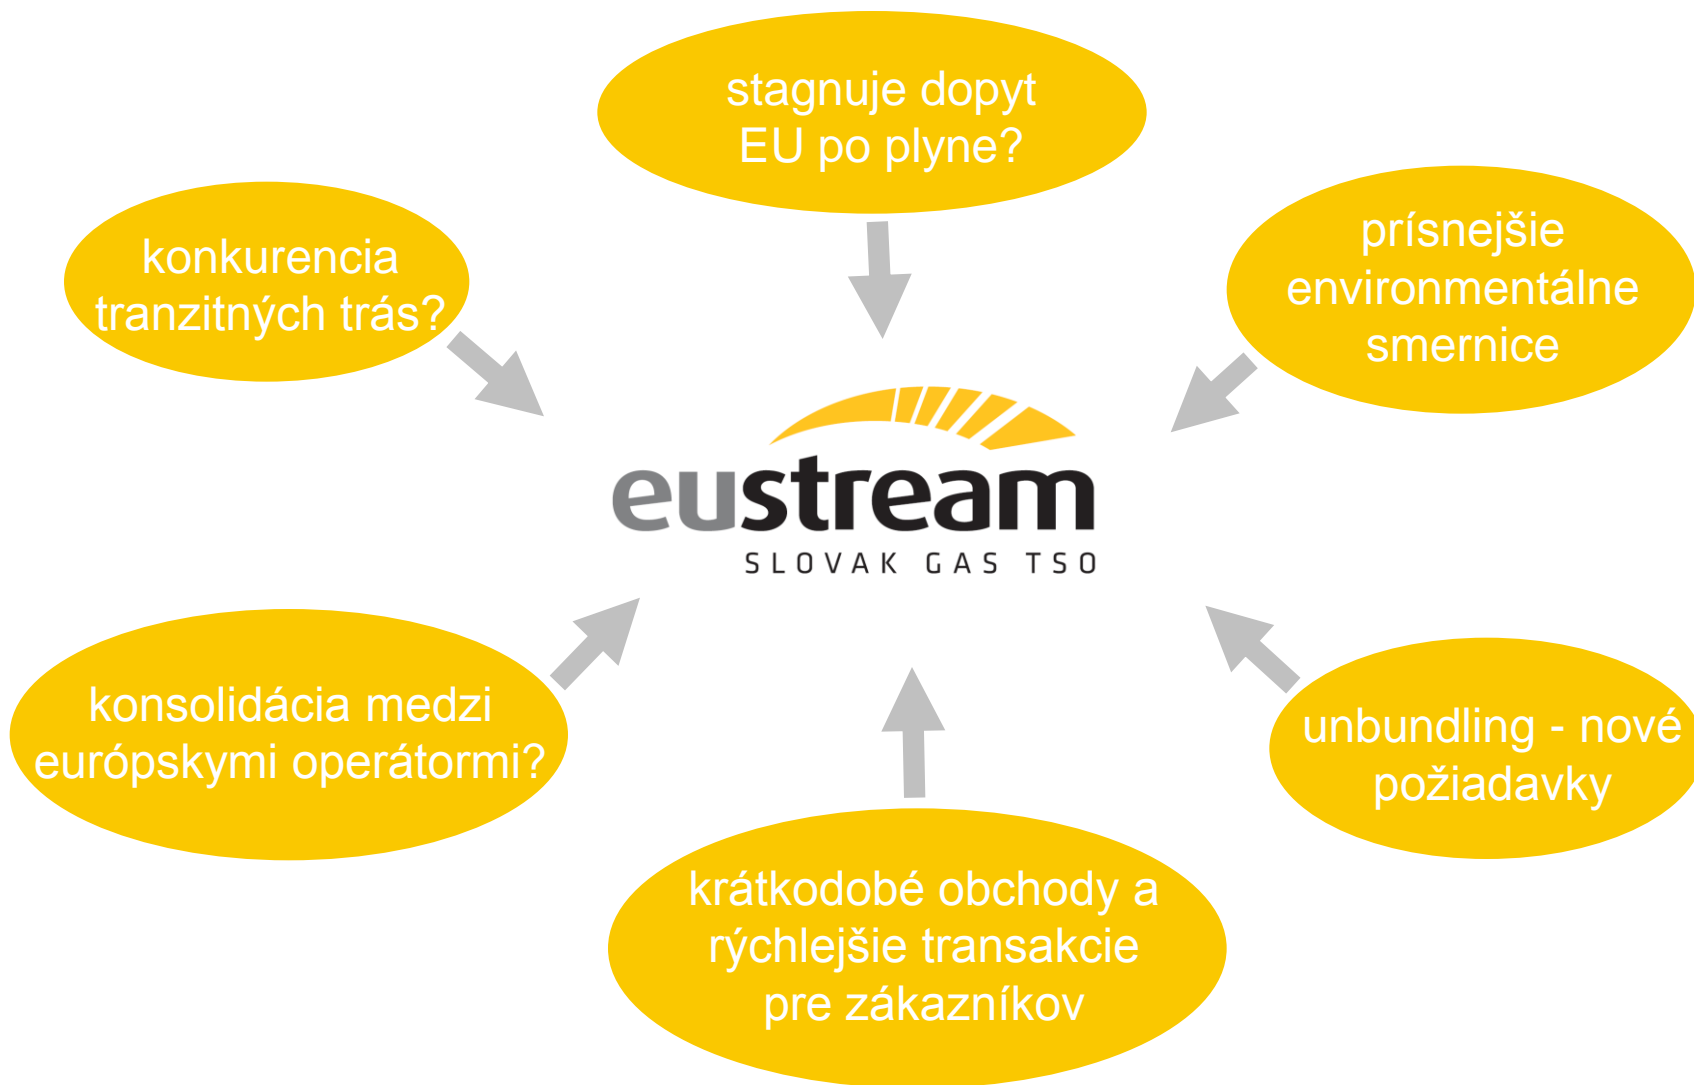 stagnuje dopyt
EU po plyne?
konkurencia
tranzitných trás?
prísnejšie
environmentálne
smernice
eustream
SLOVAK GAS TSO
konsolidácia medzi
európskymi operátormi?
unbundling - nové
požiadavky
krátkodobé obchody a
rýchlejšie transakcie
pre zákazníkov